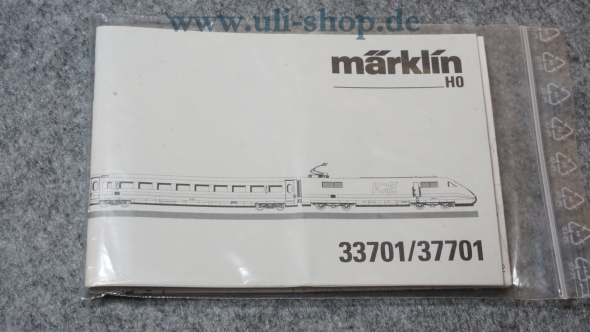 www.uli-shop.de
märklin
H0
ICE
33701/37701